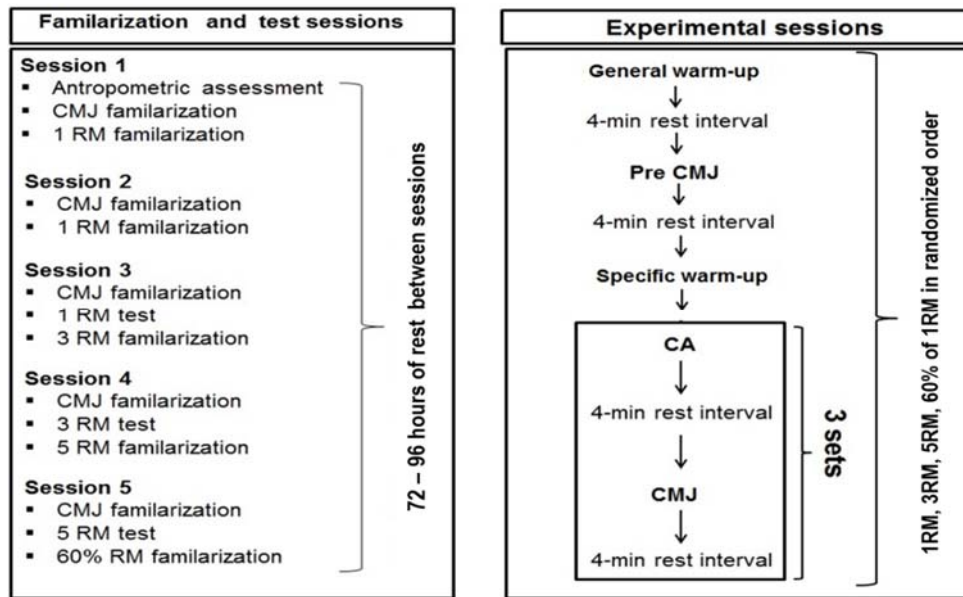 Familarization and test sessions
Session 1
▪ Antropometric assessment
▪ CMJ familarization
▪ 1 RM familarization
Session 2
▪ CMJ familarization
▪ 1 RM familarization
Session 3
▪ CMJ familarization
▪ 1 RM test
▪ 3 RM familarization
Session 4
▪ CMJ familarization
▪ 3 RM test
▪ 5 RM familarization
Session 5
▪ CMJ familarization
▪ 5 RM test
▪ 60% RM familarization
72 – 96 hours of rest between sessions
Experimental sessions
General warm-up
4-min rest interval
Pre CMJ
4-min rest interval
Specific warm-up
CA
4-min rest interval
CMJ
4-min rest interval
3 sets
1RM, 3RM, 5RM, 60% of 1RM in randomized order